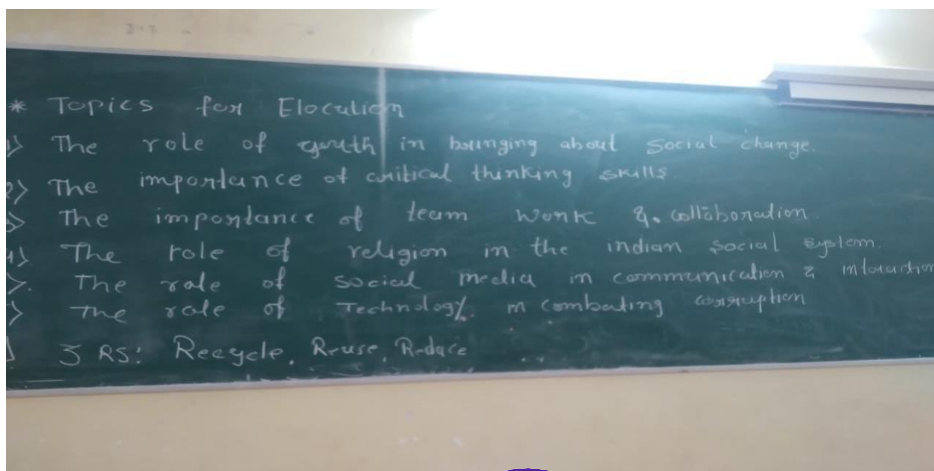 * Topics for Elocution
1) The role of youth in bringing about social change.
2) The importance of critical thinking skills
3) The importance of team work & collaboration.
4) The role of religion in the indian social system.
The role of social media in communication & interaction
The role of Technology in combating corruption
3 RS: Recycle, Reuse, Reduce